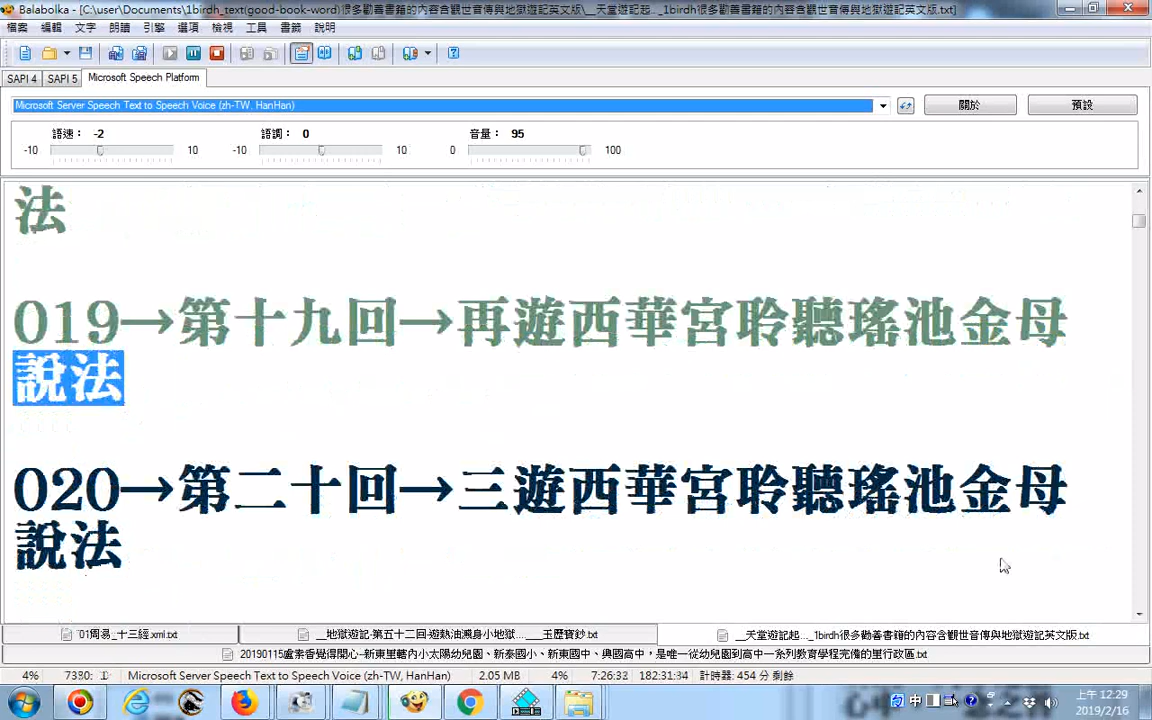 Balabolka - [C:\user\Documents\1birdh_text(good-book-word)很多勸善書籍的內容含觀世音傳與地獄遊記英文版\__天堂遊記起..._1birdh很多勸善書籍的內容含觀世音傳與地獄遊記英文版.txt]
檔案 編輯 文字 朗讀 引擎 選項 檢視 工具 書籤 說明
SAPI 4 SAPI 5 Microsoft Speech Platform
Microsoft Server Speech Text to Speech Voice (zh-TW, HanHan) 關於 預設
語速: -2 語調: 0 音量: 95
-10 10 -10 10 0 100
法
019→第十九回→再遊西華宮聆聽瑤池金母
說法
020→第二十回→三遊西華宮聆聽瑤池金母
說法
01周易_十三經.xml.txt __地獄遊記-第五十二回-遊熱油濺身小地獄...____玉歷寶鈔.txt __天堂遊記起..._1birdh很多勸善書籍的內容含觀世音傳與地獄遊記英文版.txt
20190115盧素香覺得開心-新東里轄內小太陽幼兒園、新泰國小、新東國中、興國高中，是唯一從幼兒園到高中一系列教育學程完備的里行政區.txt
4% 7380: 1 Microsoft Server Speech Text to Speech Voice (zh-TW, HanHan) 2.05 MB 4% 7:26:32 182:31:34 計時器: 454 分 剩餘
中 上午 12:29
2019/2/16